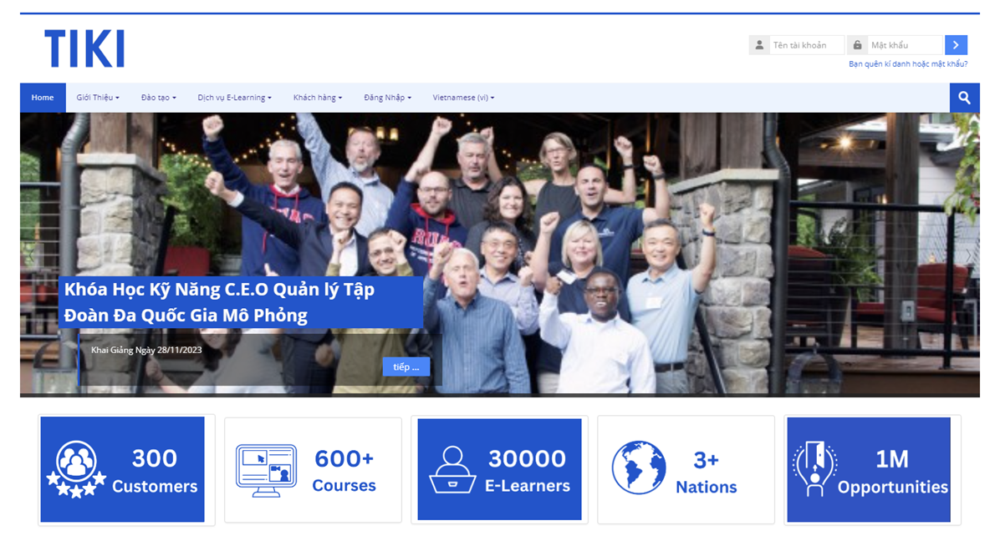 TIKI
Tên tài khoản
Mật khẩu
Bạn quên kí danh hoặc mật khẩu?
Home
Giới Thiệu
Đào tạo
Dịch vụ E-Learning
Khách hàng
Đăng Nhập
Vietnamese (vi)
Khóa Học Kỹ Năng C.E.O Quản lý Tập
Đoàn Đa Quốc Gia Mô Phỏng
Khai Giảng Ngày 28/11/2023
tiếp ...
300
Customers
600+
Courses
30000
E-Learners
3+
Nations
1M
Opportunities